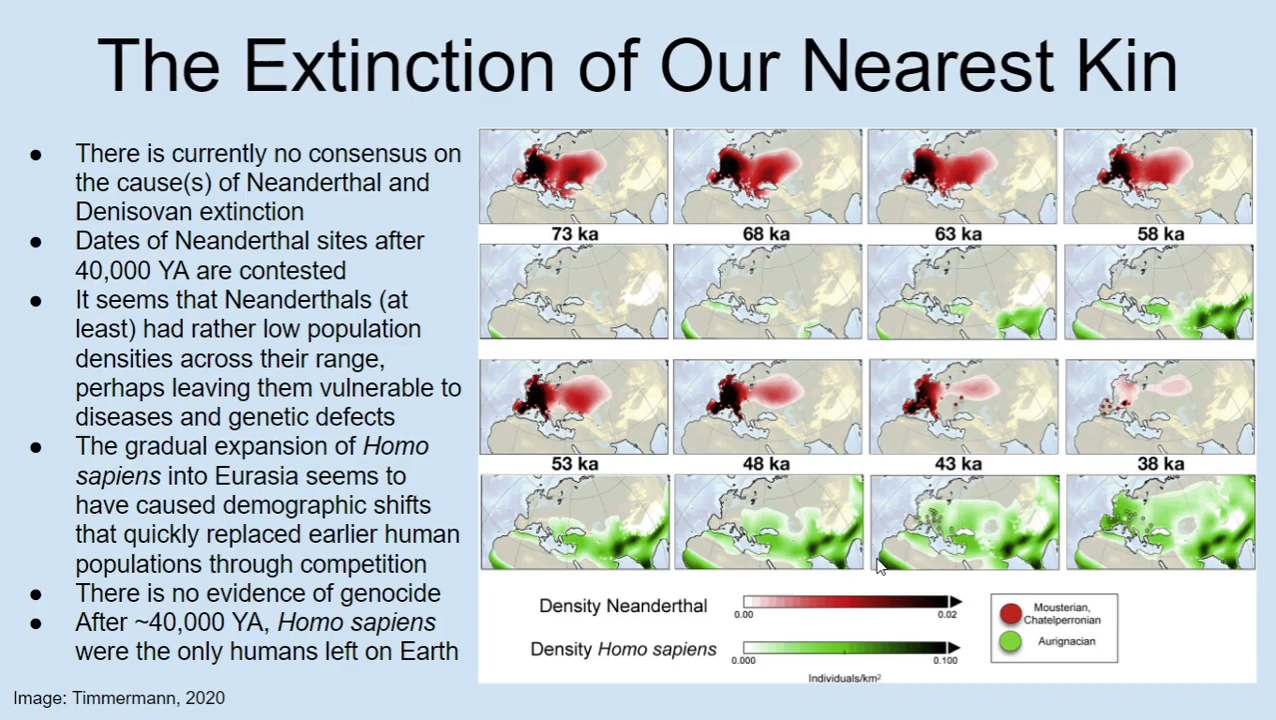 The Extinction of Our Nearest Kin
● There is currently no consensus on
the cause(s) of Neanderthal and
Denisovan extinction
● Dates of Neanderthal sites after
40,000 YA are contested
● It seems that Neanderthals (at
least) had rather low population
densities across their range,
perhaps leaving them vulnerable to
diseases and genetic defects
● The gradual expansion of Homo
sapiens into Eurasia seems to
have caused demographic shifts
that quickly replaced earlier human
populations through competition
● There is no evidence of genocide
● After ~40,000 YA, Homo sapiens
were the only humans left on Earth
Image: Timmermann, 2020
73 ka 68 ka 63 ka 58 ka
53 ka 48 ka 43 ka 38 ka
Density Neanderthal
0.00 0.02
Density Homo sapiens
0.000 0.100
Individuals/km²
Mousterian,
Chatelperronian
Aurignacian